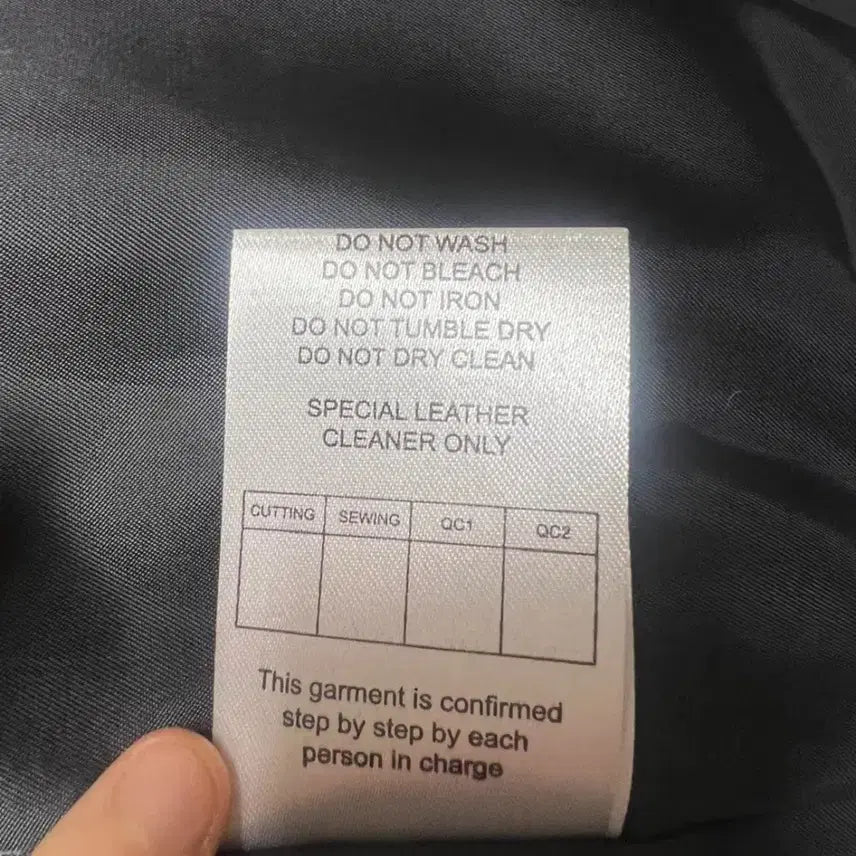 DO NOT WASH
DO NOT BLEACH
DO NOT IRON
DO NOT TUMBLE DRY
DO NOT DRY CLEAN
SPECIAL LEATHER
CLEANER ONLY
CUTTING SEWING QC1 QC2
This garment is confirmed
step by step by each
person in charge